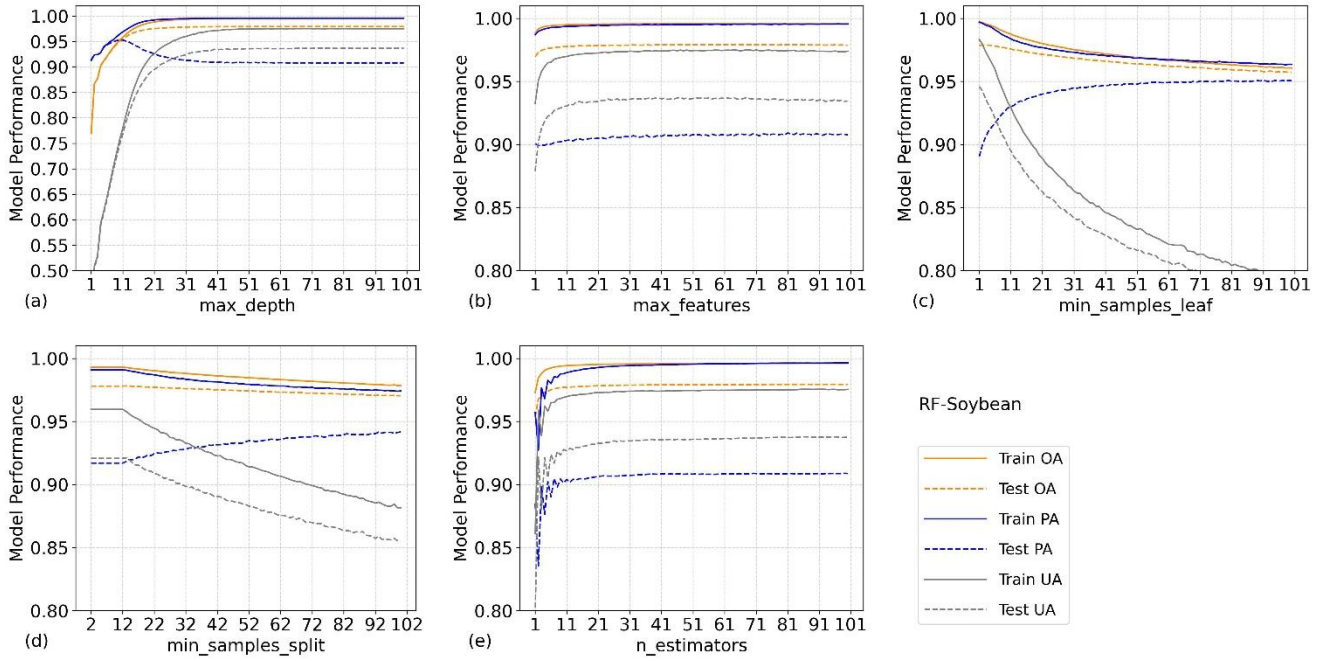 1.00
0.95
0.90
0.85
0.80
0.75
0.70
0.65
0.60
0.55
0.50
Model Performance
1 11 21 31 41 51 61 71 81 91 101
(a) max_depth
1.00
0.95
0.90
0.85
0.80
Model Performance
1 11 21 31 41 51 61 71 81 91 101
(b) max_features
1.00
0.95
0.90
0.85
0.80
Model Performance
1 11 21 31 41 51 61 71 81 91 101
(c) min_samples_leaf
1.00
0.95
0.90
0.85
0.80
Model Performance
2 12 22 32 42 52 62 72 82 92 102
(d) min_samples_split
1.00
0.95
0.90
0.85
0.80
Model Performance
1 11 21 31 41 51 61 71 81 91 101
(e) n_estimators
RF-Soybean
Train OA
Test OA
Train PA
Test PA
Train UA
Test UA